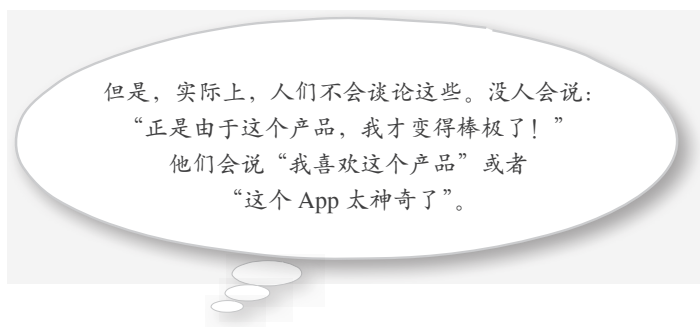 但是，实际上，人们不会谈论这些。没人会说：
“正是由于这个产品，我才变得棒极了！”
他们会说“我喜欢这个产品”或者
“这个 App 太神奇了”。